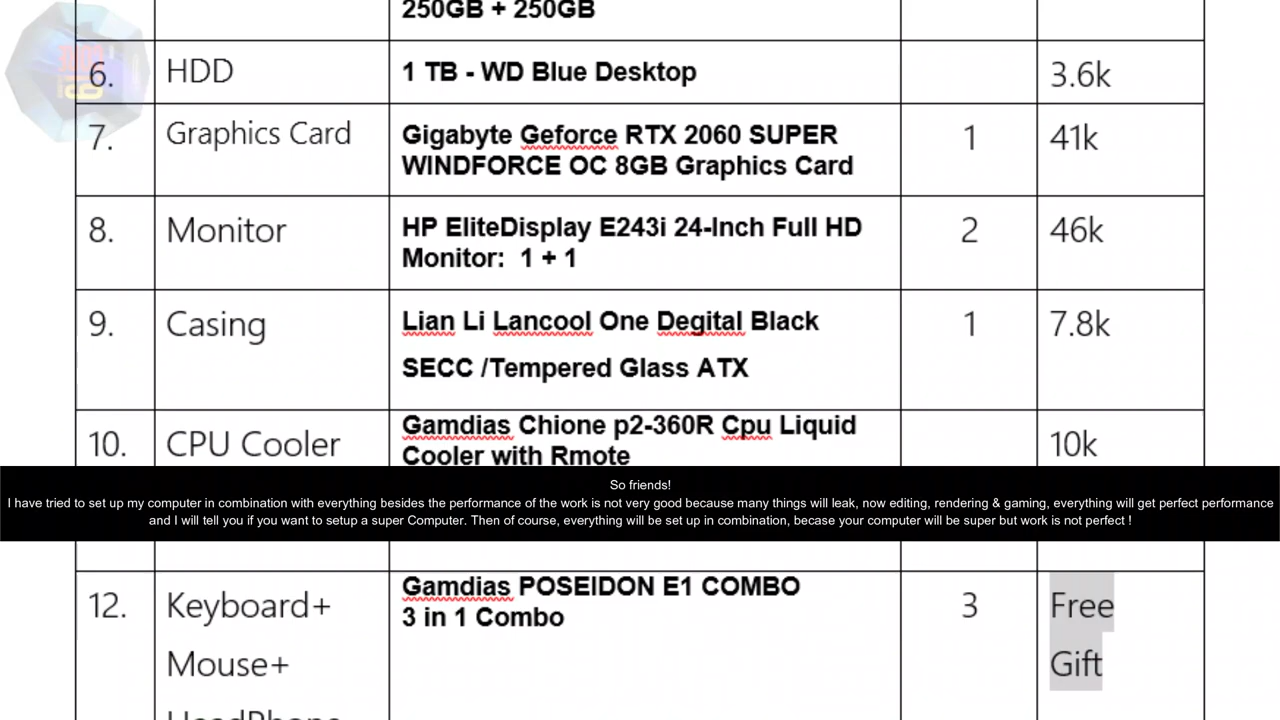 250GB + 250GB
6. HDD 1 TB - WD Blue Desktop 3.6k
7. Graphics Card Gigabyte Geforce RTX 2060 SUPER 1 41k
WINDFORCE OC 8GB Graphics Card
8. Monitor HP EliteDisplay E243i 24-Inch Full HD 2 46k
Monitor: 1 + 1
9. Casing Lian Li Lancool One Degital Black 1 7.8k
SECC /Tempered Glass ATX
10. CPU Cooler Gamdias Chione p2-360R Cpu Liquid 10k
Cooler with Rmote
So friends!
I have tried to set up my computer in combination with everything besides the performance of the work is not very good because many things will leak, now editing, rendering & gaming, everything will get perfect performance
and I will tell you if you want to setup a super Computer. Then of course, everything will be set up in combination, becase your computer will be super but work is not perfect !
12. Keyboard+ Gamdias POSEIDON E1 COMBO 3 Free
3 in 1 Combo
Mouse+ Gift
HeadPhone